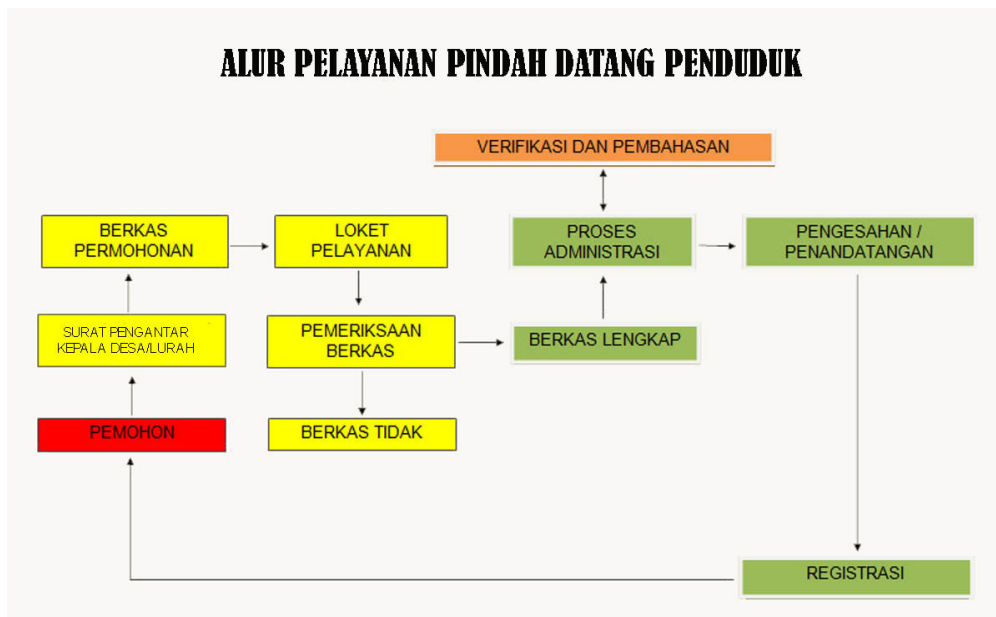 ALUR PELAYANAN PINDAH DATANG PENDUDUK
VERIFIKASI DAN PEMBAHASAN
BERKAS
PERMOHONAN
LOKET
PELAYANAN
PROSES
ADMINISTRASI
PENGESAHAN /
PENANDATANGAN
SURAT PENGANTAR
KEPALA DESA/LURAH
PEMERIKSAAN
BERKAS
BERKAS LENGKAP
PEMOHON
BERKAS TIDAK
REGISTRASI